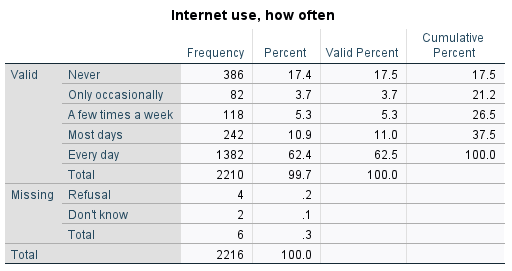 Internet use, how often
Frequency Percent Valid Percent Cumulative Percent
Valid Never 386 17.4 17.5 17.5
Only occasionally 82 3.7 3.7 21.2
A few times a week 118 5.3 5.3 26.5
Most days 242 10.9 11.0 37.5
Every day 1382 62.4 62.5 100.0
Total 2210 99.7 100.0
Missing Refusal 4 .2
Don't know 2 .1
Total 6 .3
Total 2216 100.0